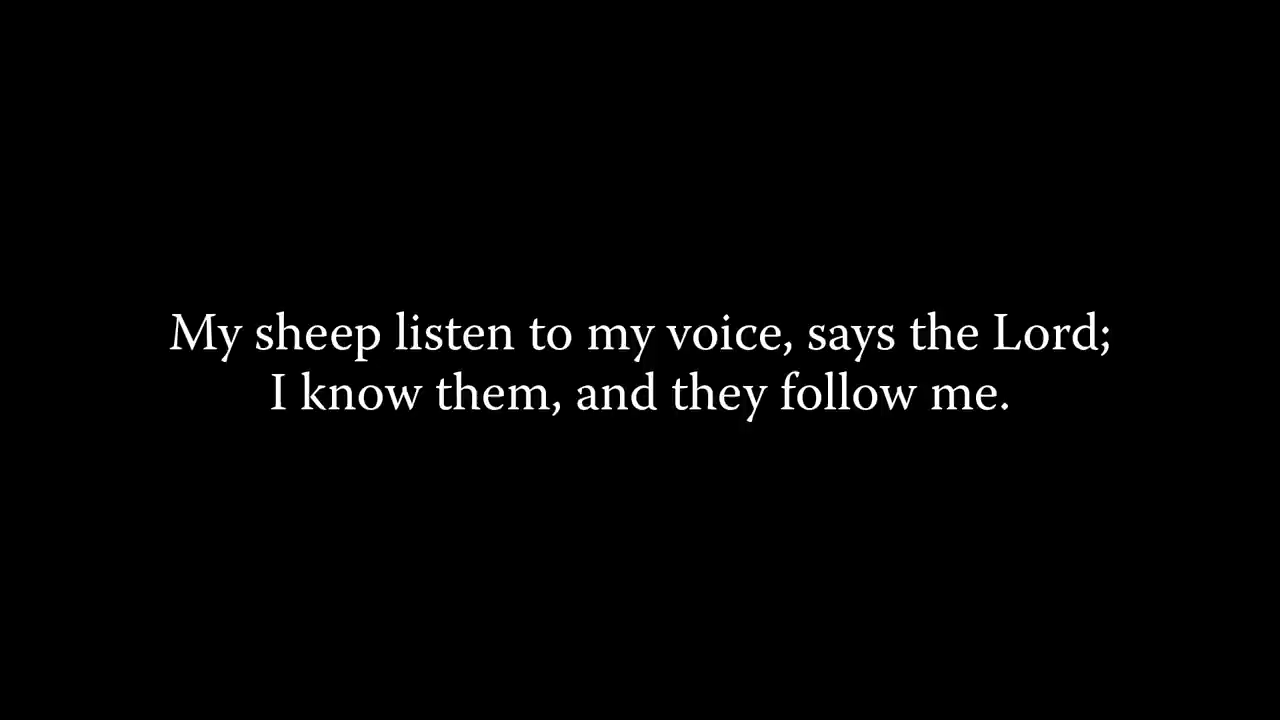 My sheep listen to my voice, says the Lord;
I know them, and they follow me.